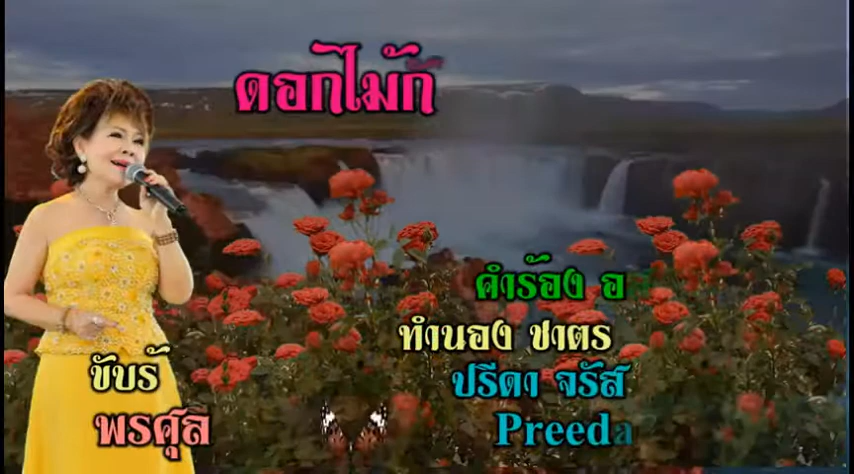 ดอกไม้ก
คำร้อง อ
ทำนอง ชาตร
ขับร้
ปรีดา จรัส
พรศุล
Preeda